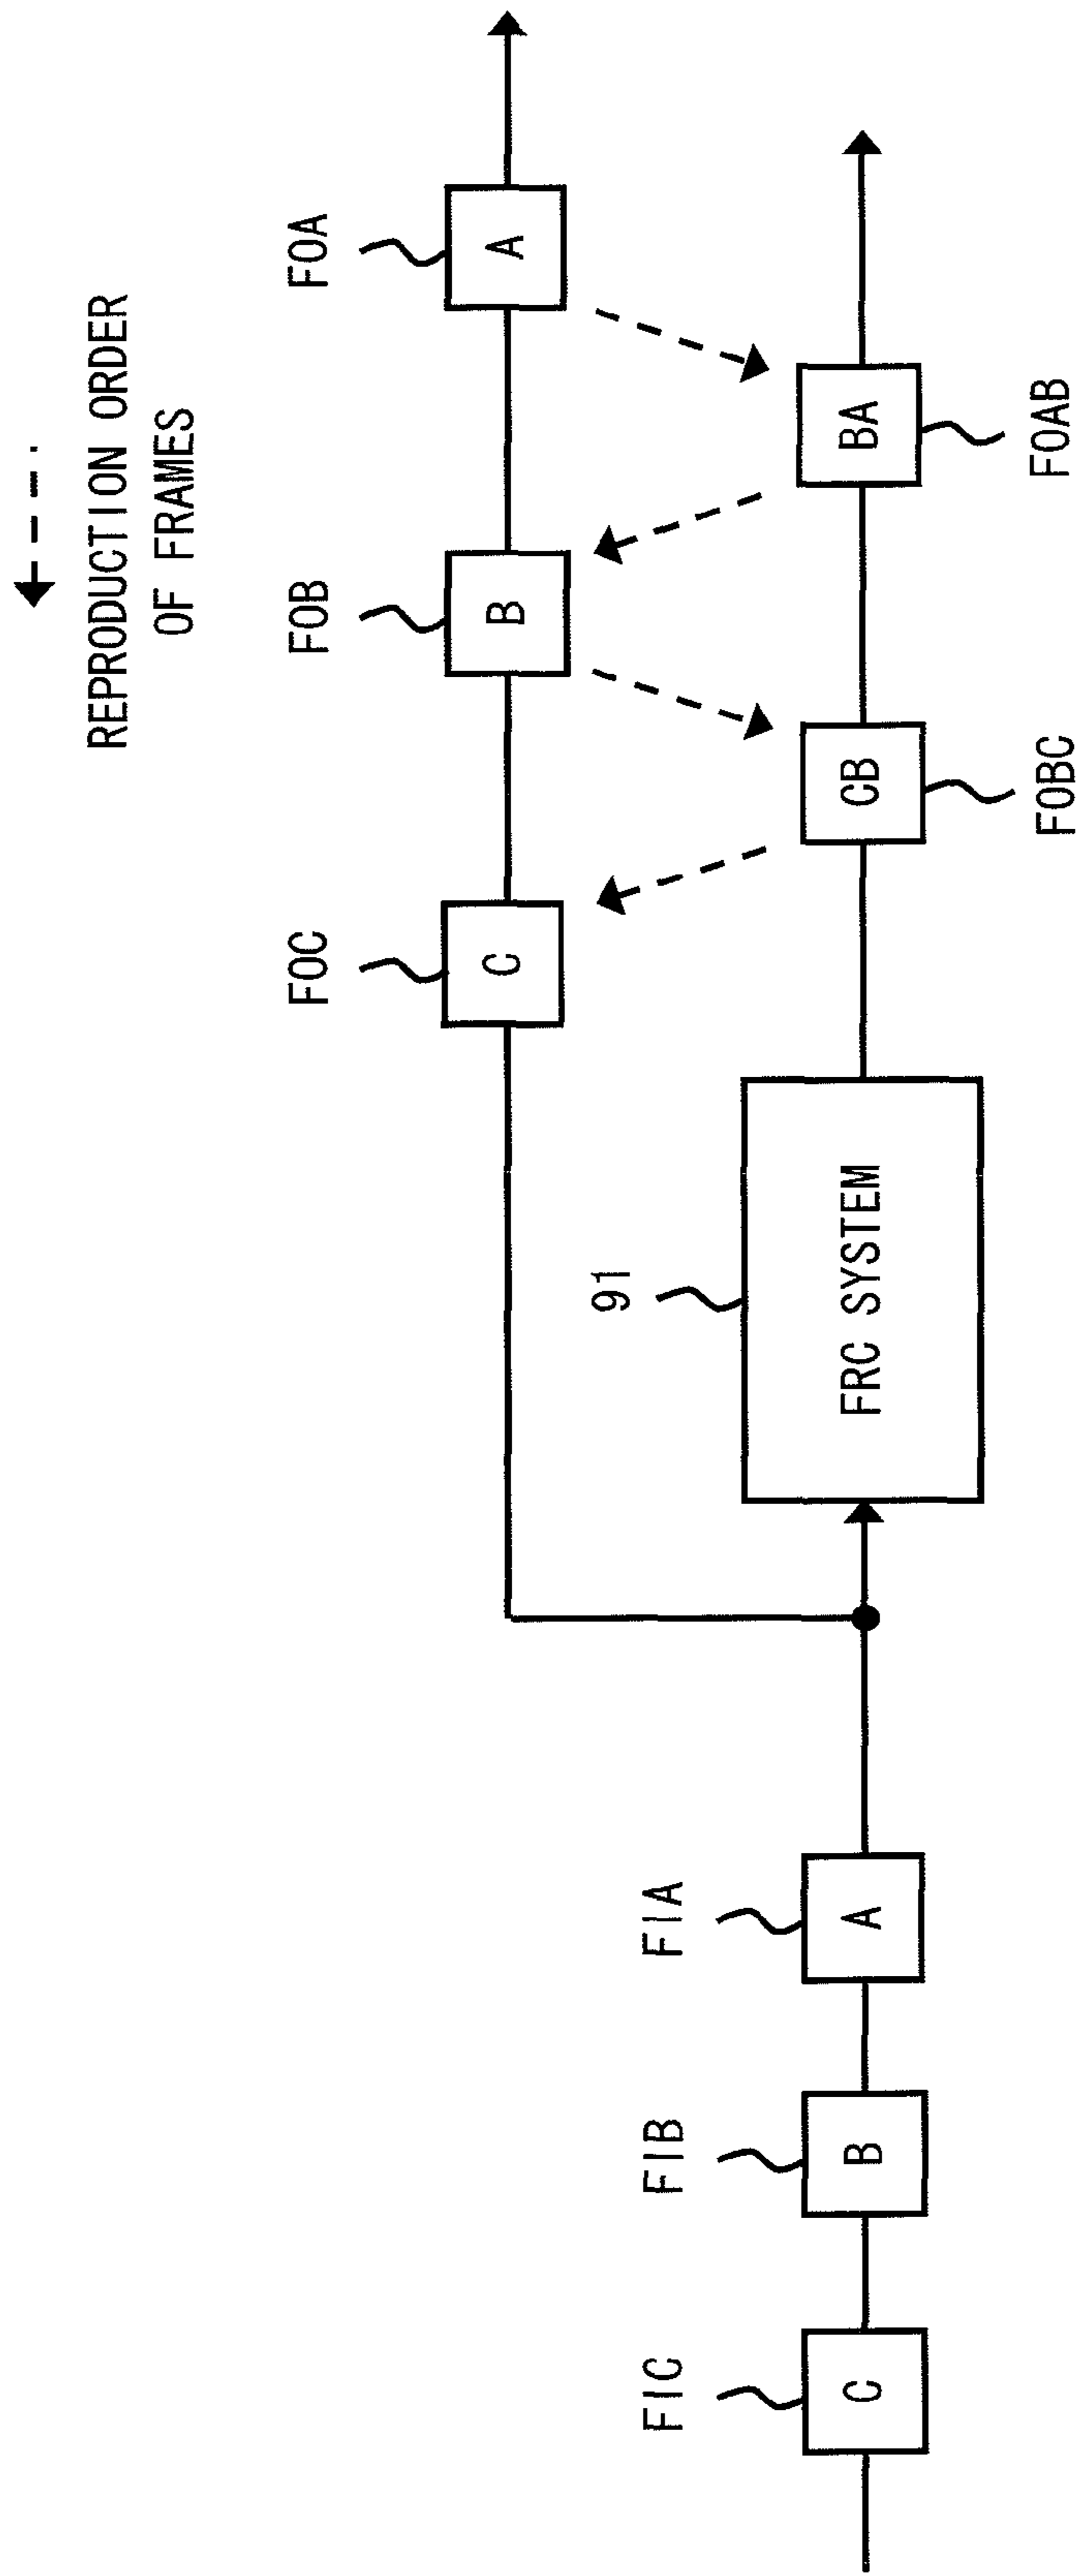 REPRODUCTION ORDER
OF FRAMES
FOC
FOB
FOA
C
B
A
91
FRC SYSTEM
CB
BA
FOBC
FOAB
FIC
FIB
FIA
C
B
A